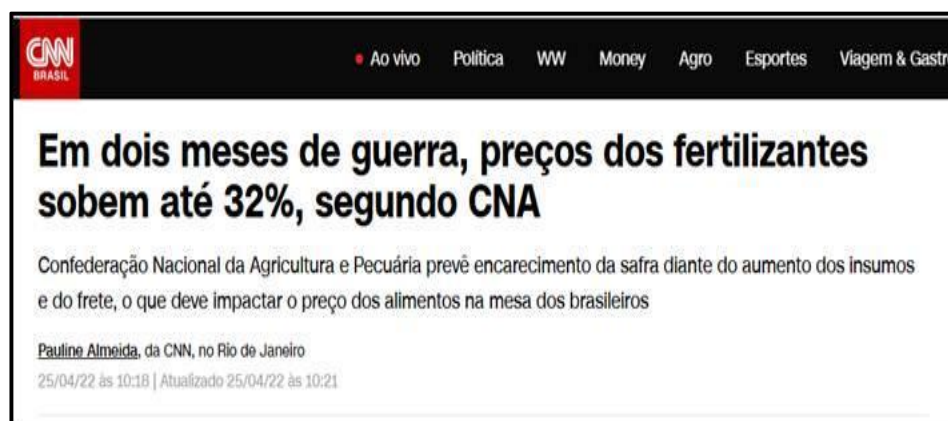 CNN
BRASIL
Ao vivo Política WW Money Agro Esportes Viagem & Gastr
Em dois meses de guerra, preços dos fertilizantes
sobem até 32%, segundo CNA
Confederação Nacional da Agricultura e Pecuária prevê encarecimento da safra diante do aumento dos insumos
e do frete, o que deve impactar o preço dos alimentos na mesa dos brasileiros
Pauline Almeida, da CNN, no Rio de Janeiro
25/04/22 às 10:18 | Atualizado 25/04/22 às 10:21